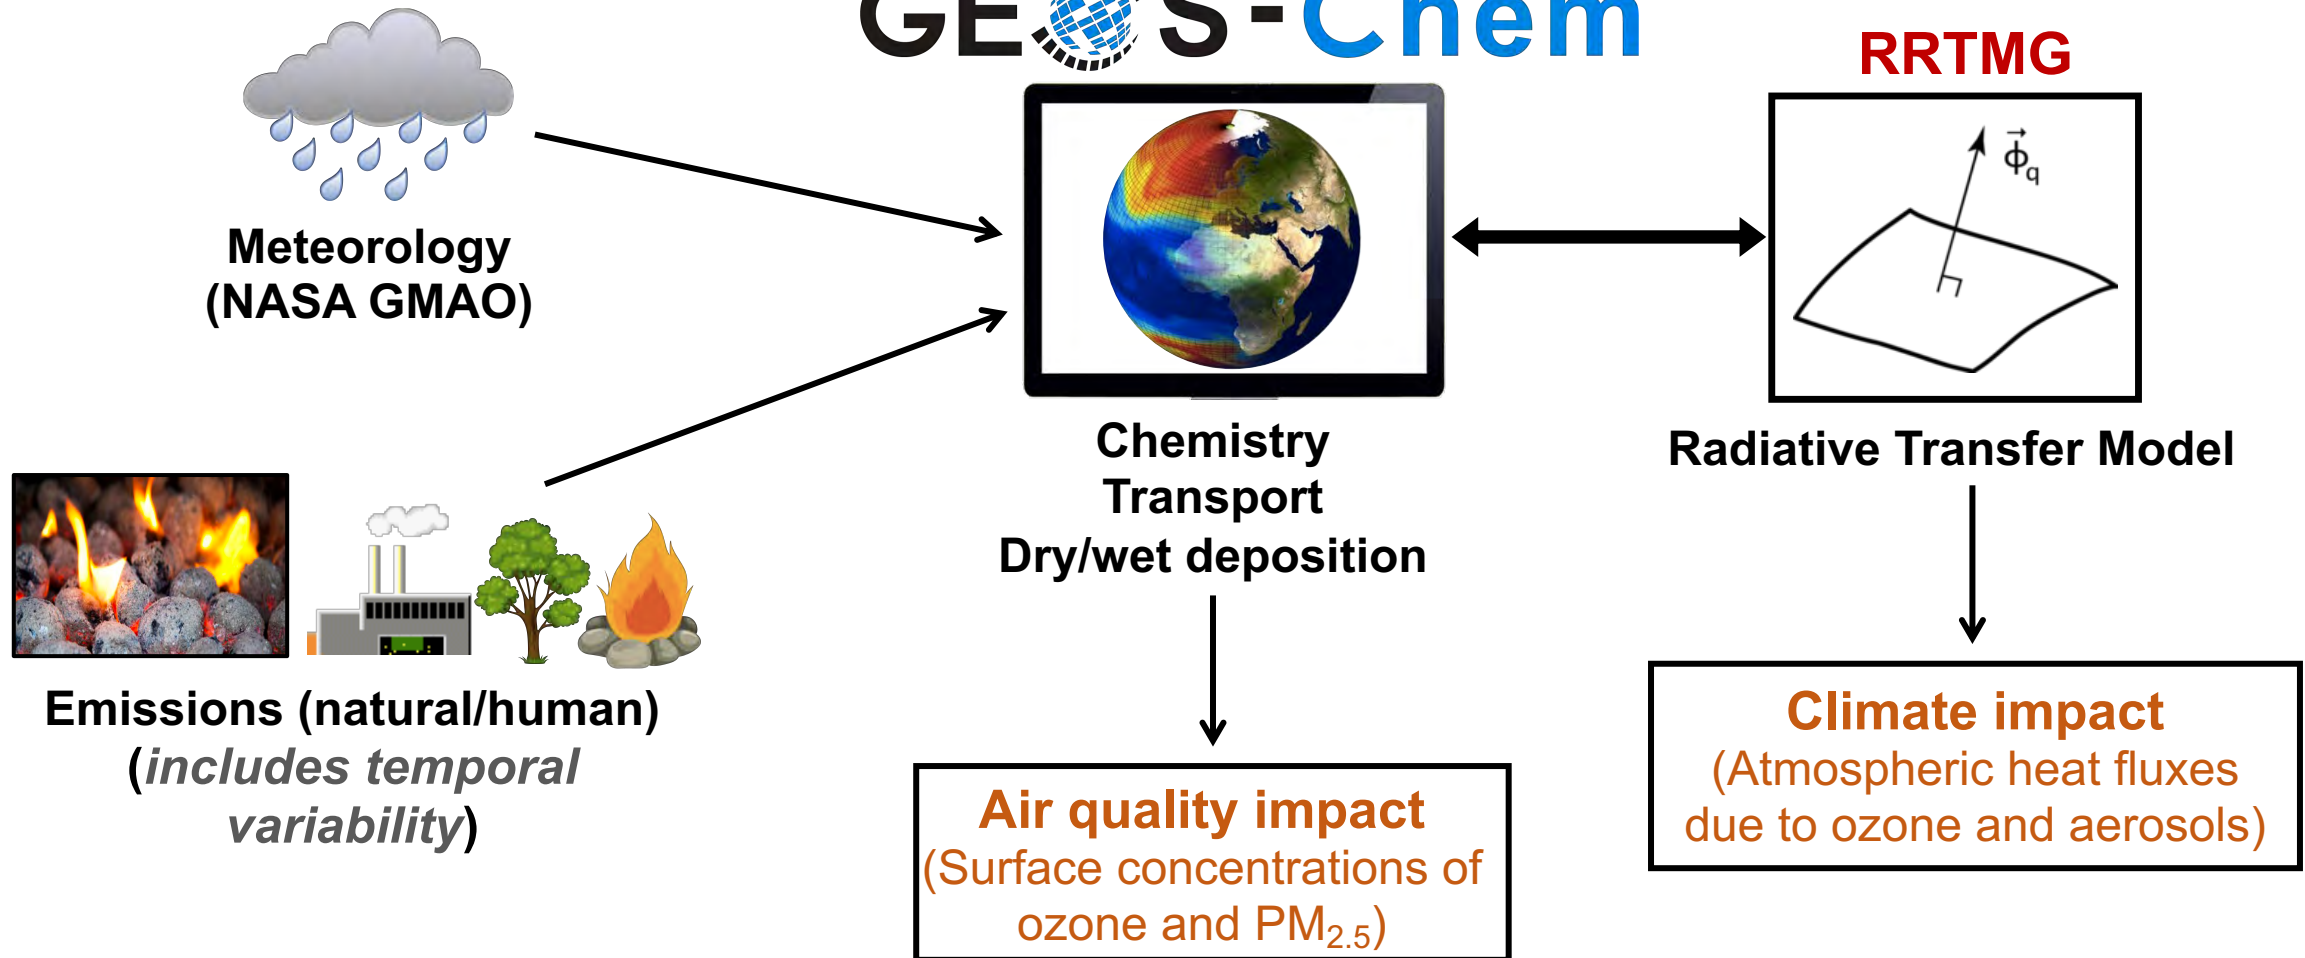 GEOS-Chem
RRTMG
Meteorology
(NASA GMAO)
ϕ⃗q
Chemistry
Transport
Dry/wet deposition
Radiative Transfer Model
Emissions (natural/human)
(includes temporal
variability)
Air quality impact
(Surface concentrations of
ozone and PM2.5)
Climate impact
(Atmospheric heat fluxes
due to ozone and aerosols)